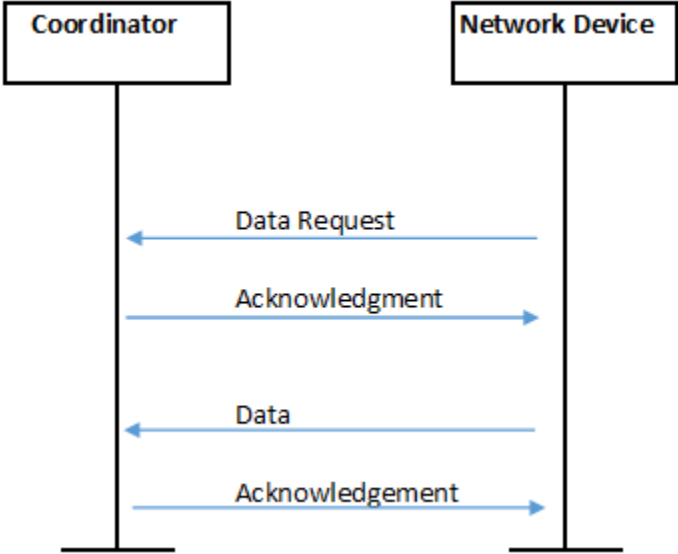 Coordinator
Network Device
Data Request
Acknowledgment
Data
Acknowledgement